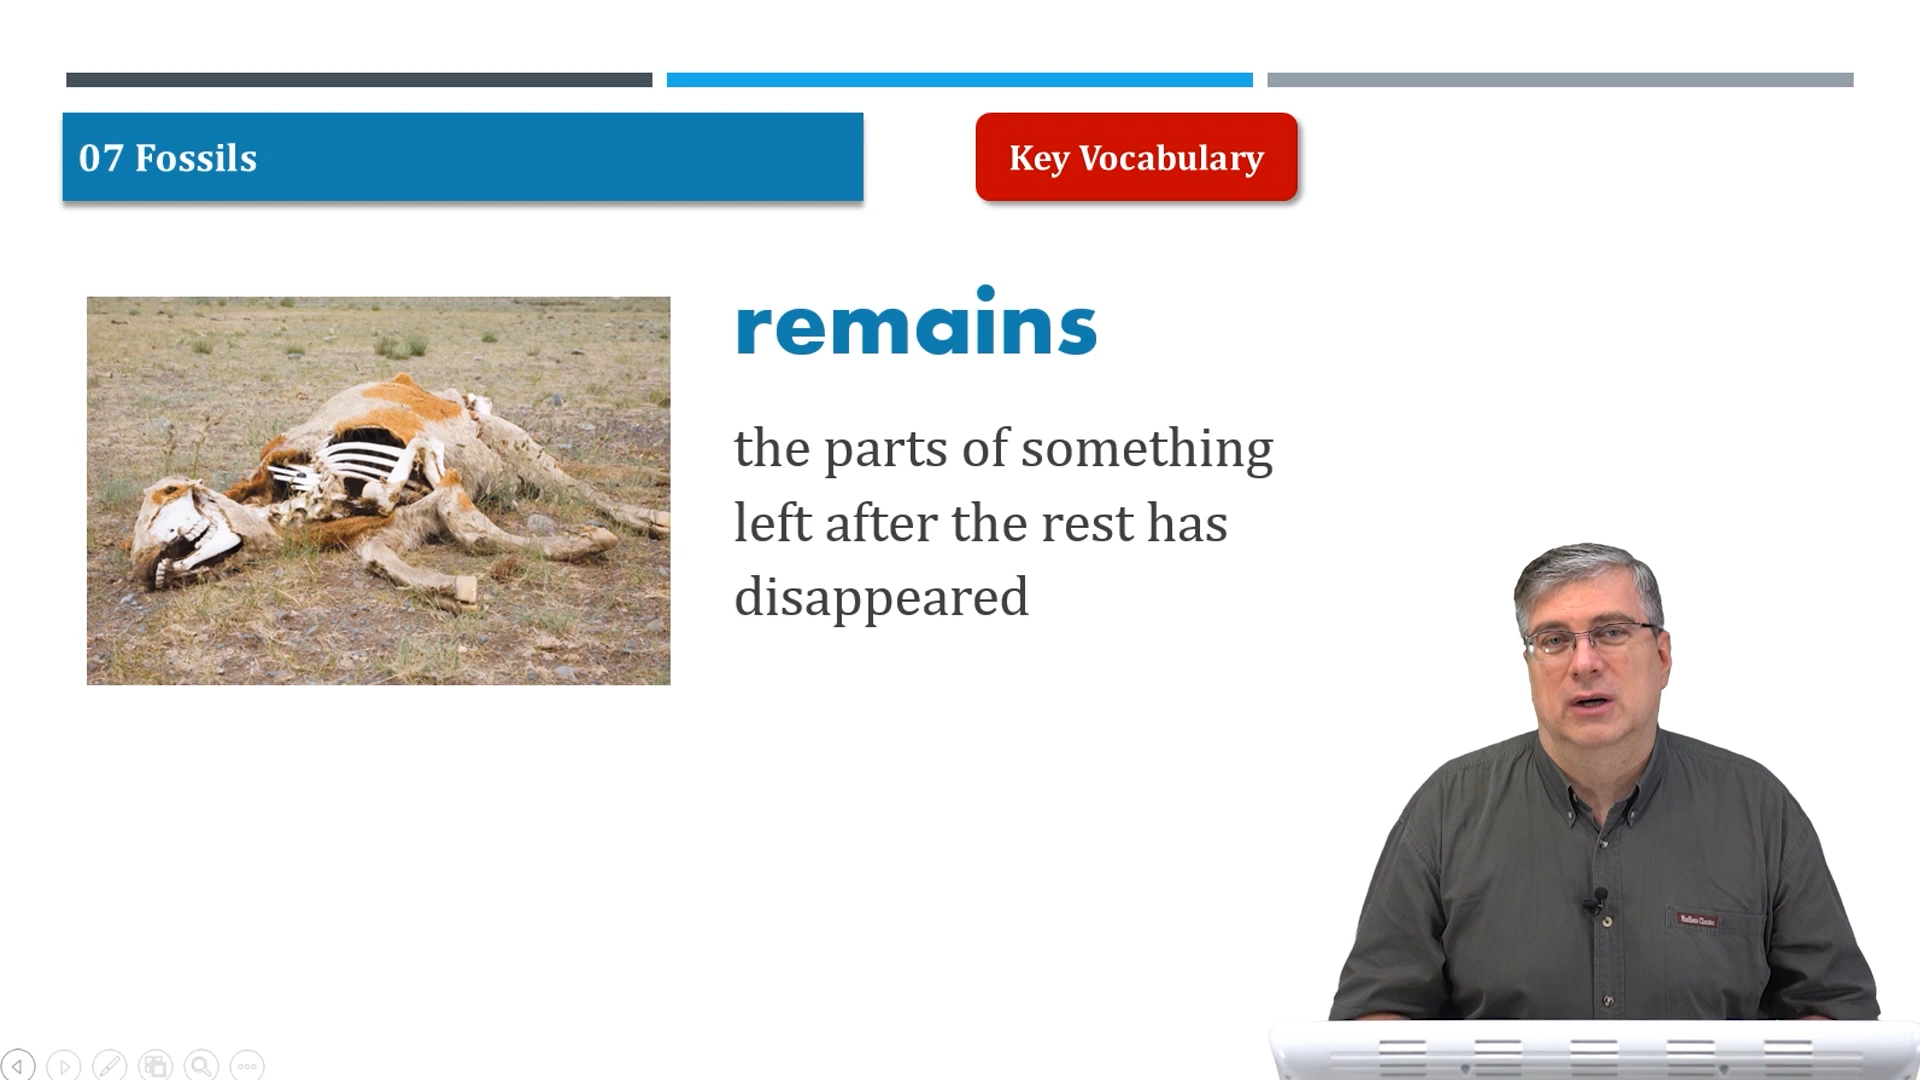 07 Fossils
Key Vocabulary
remains
the parts of something
left after the rest has
disappeared